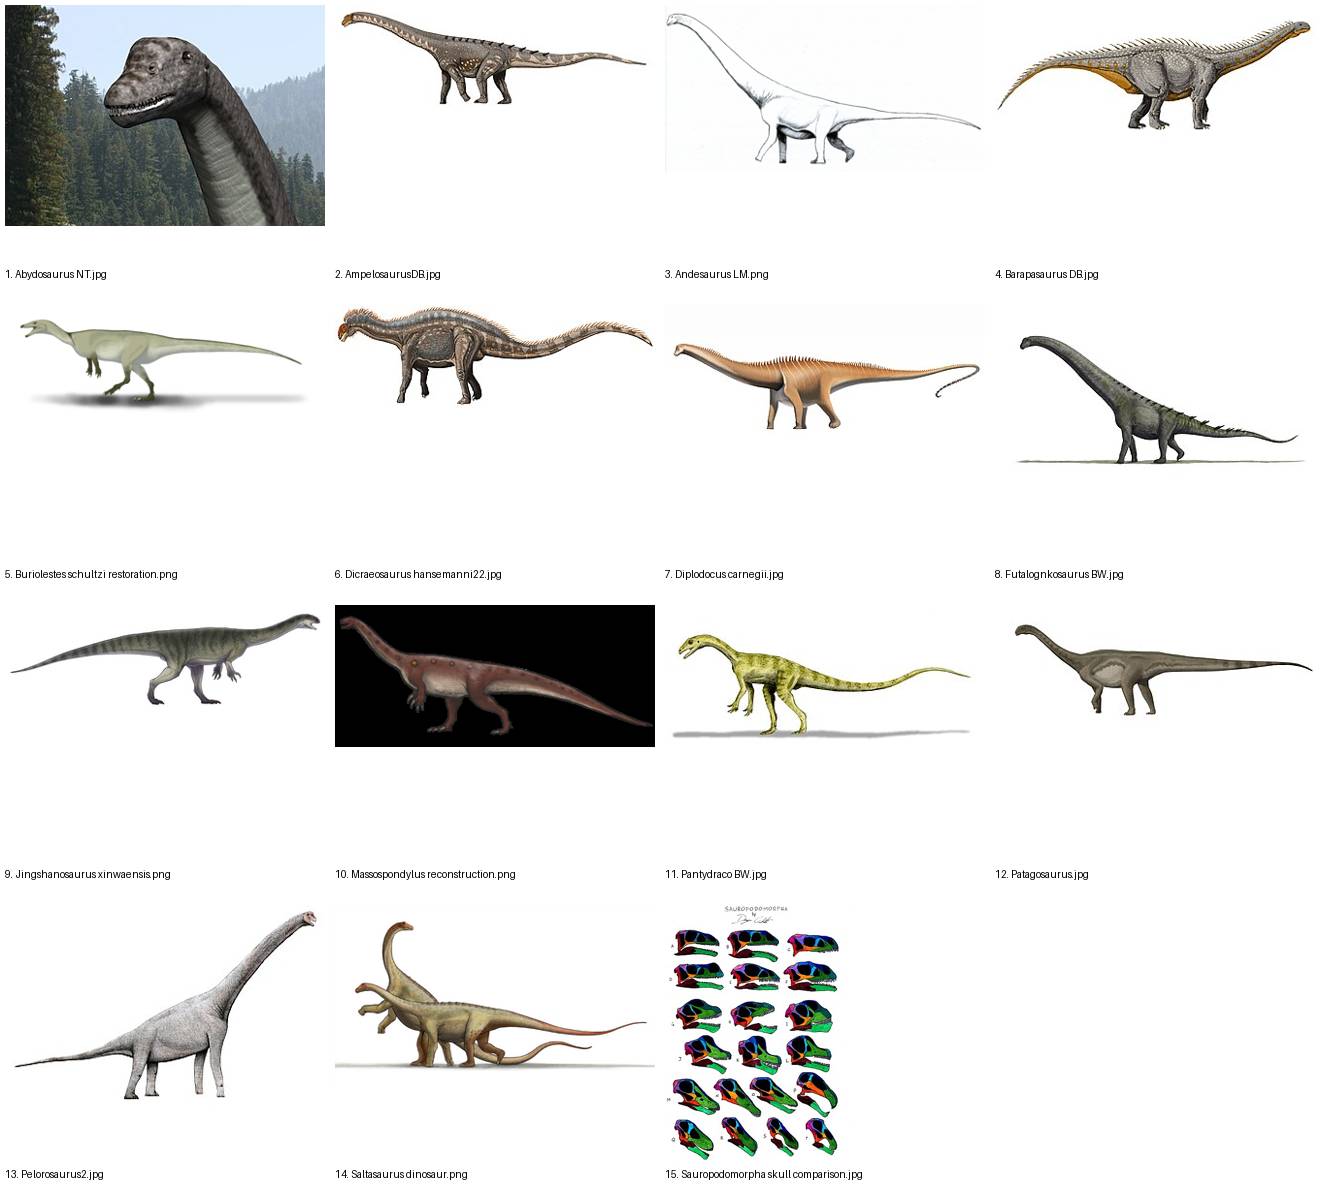 1. Abydosaurus NT.jpg
2. AmpelosaurusDB.jpg
3. Andesaurus LM.png
4. Barapasaurus DB.jpg
5. Buriolestes schultzi restoration.png
6. Dicraeosaurus hansemanni22.jpg
7. Diplodocus carnegii.jpg
8. Futalognkosaurus BW.jpg
9. Jingshanosaurus xinwaensis.png
10. Massospondylus reconstruction.png
11. Pantydraco BW.jpg
12. Patagosaurus.jpg
SAUROPODOMORPHA
by
13. Pelorosaurus2.jpg
14. Saltasaurus dinosaur.png
15. Sauropodomorpha skull comparison.jpg